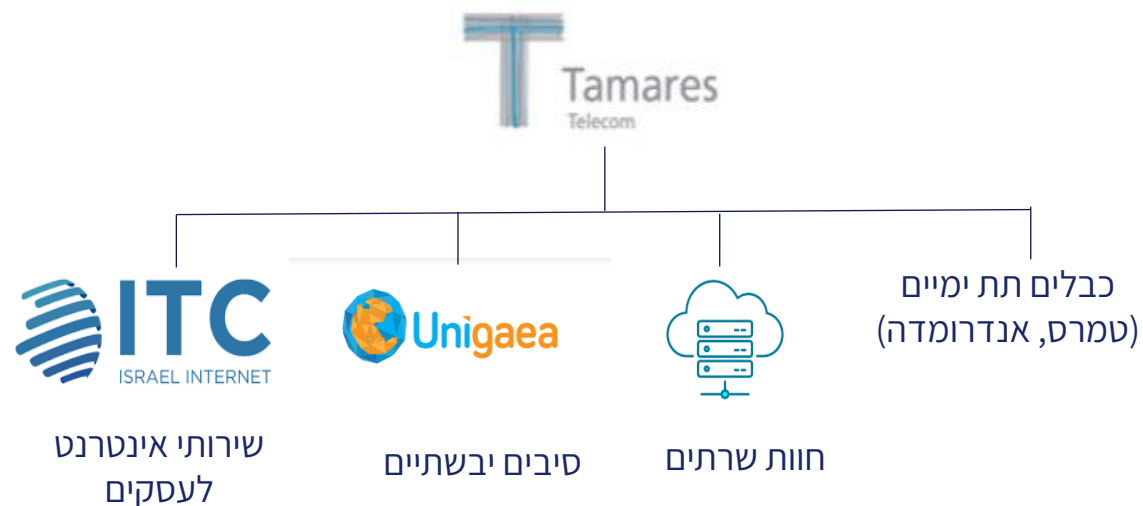 Tamares
Telecom
ITC
ISRAEL INTERNET
שירותי אינטרנט
לעסקים
Unigaea
סיבים יבשתיים
חוות שרתים
כבלים תת ימיים
(טמרס, אנדרומדה)